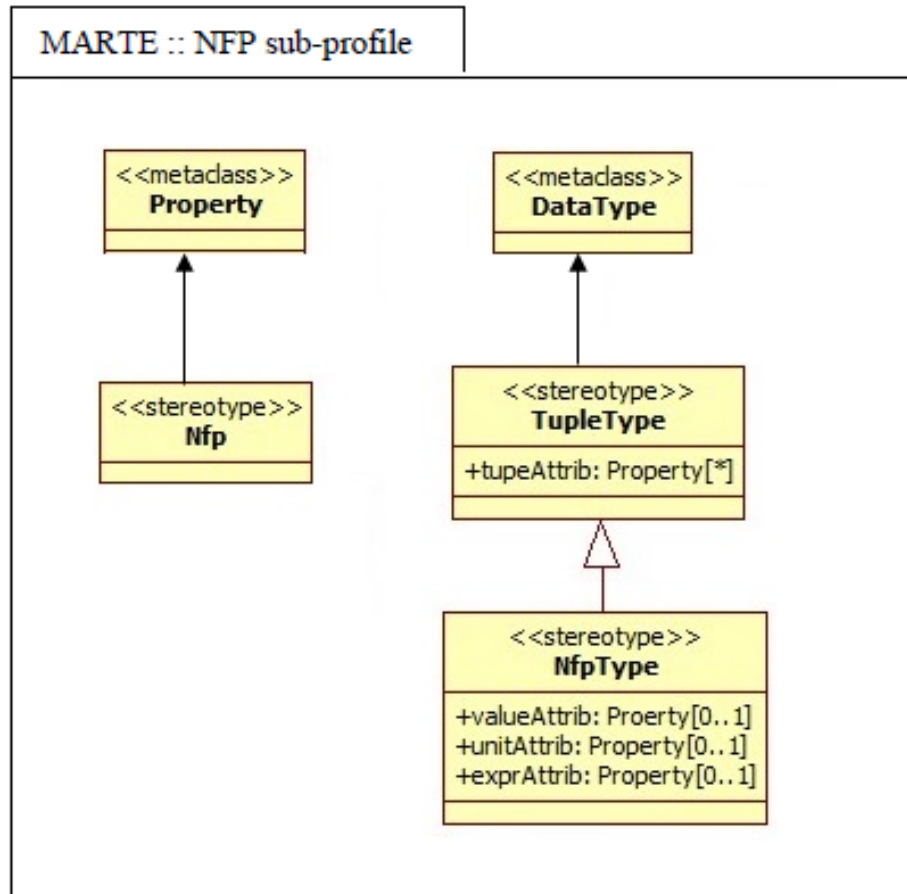 MARTE :: NFP sub-profile
<<metaclass>>
Property
<<metaclass>>
DataType
<<stereotype>>
Nfp
<<stereotype>>
TupleType
+tupeAttrib: Property[*]
<<stereotype>>
NfpType
+valueAttrib: Proerty[0..1]
+unitAttrib: Property[0..1]
+exprAttrib: Property[0..1]